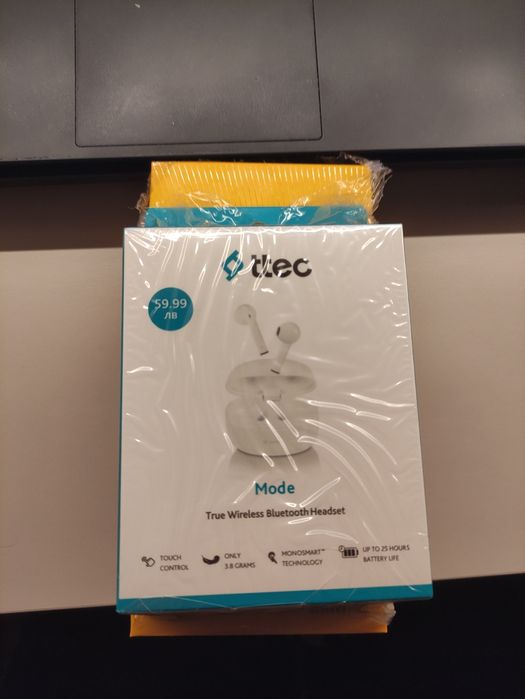 ttec
59.99
ЛВ
Mode
True Wireless Bluetooth Headset
TOUCH
CONTROL
ONLY
3.8 GRAMS
MONOSMART™
TECHNOLOGY
UP TO 25 HOURS
BATTERY LIFE